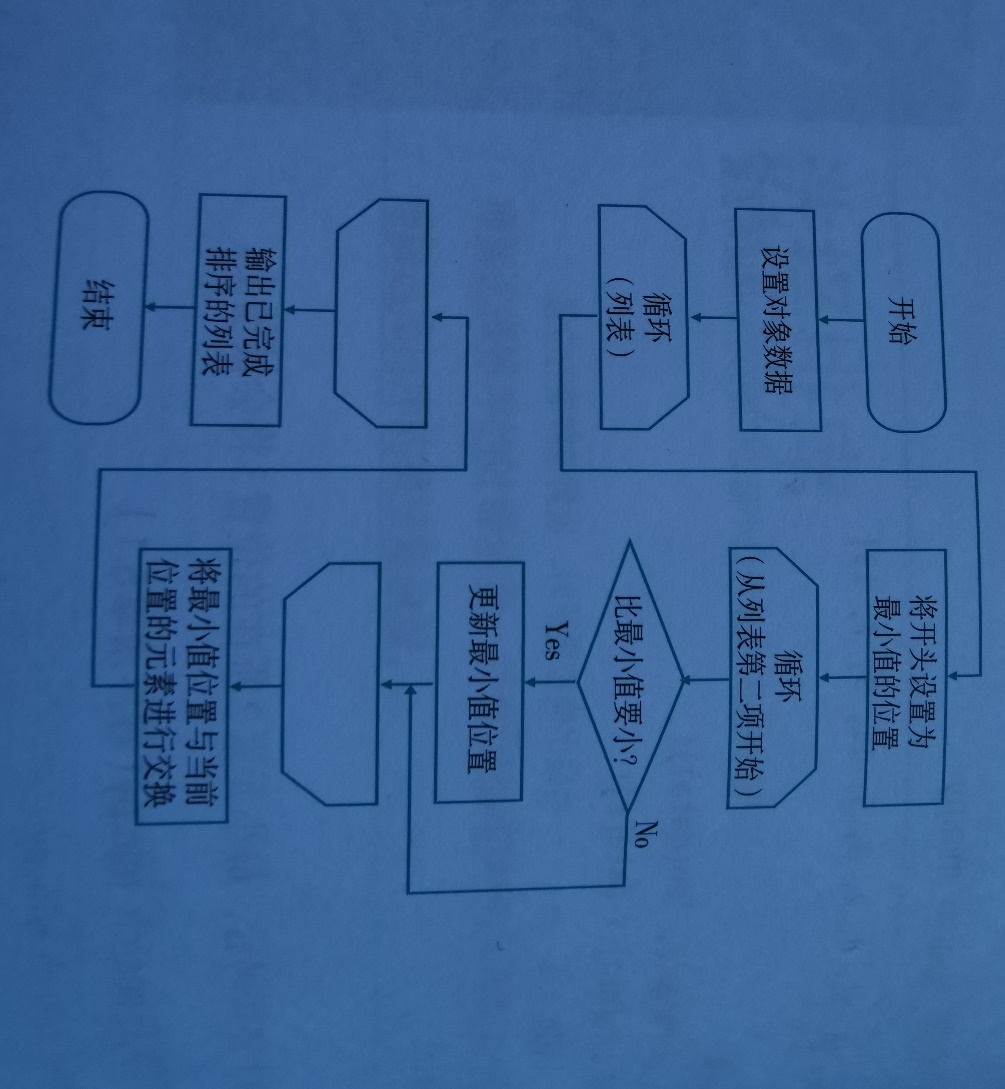 开始
设置对象数据
循环
（列表）
输出已完成
排序的列表
结束
将开头设置为
最小值的位置
循环
（从列表第二项开始）
比最小值要小？
No
Yes
更新最小值位置
将最小值位置与当前
位置的元素进行交换